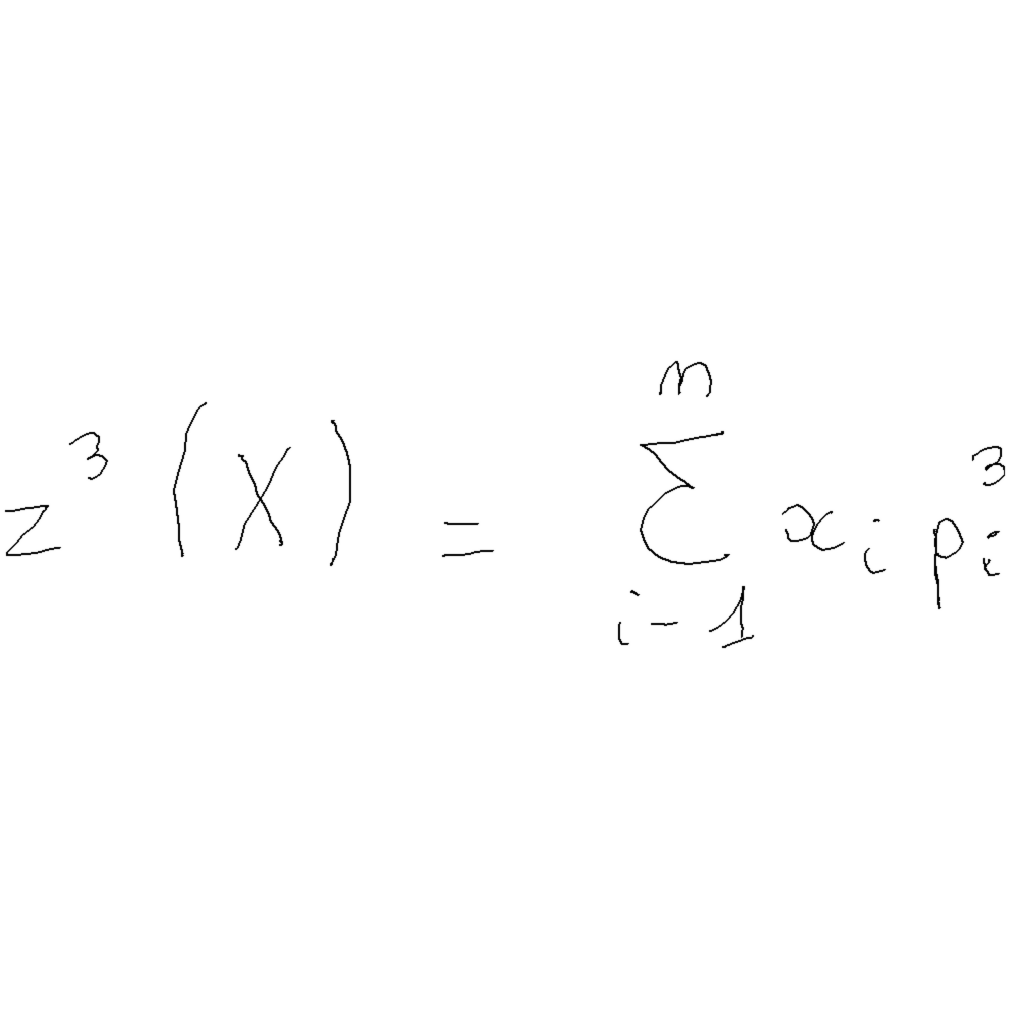 z^3 (X) = \sum_{i-1}^{n} x_i p_i^3